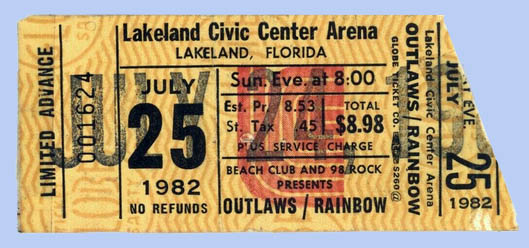 LIMITED ADVANCE
001624
Lakeland Civic Center Arena
LAKELAND, FLORIDA
JULY
25
1982
NO REFUNDS
Sun. Eve. at 8:00
Est. Pr. 8.53
St. Tax .45
TOTAL
$8.98
PLUS SERVICE CHARGE
BEACH CLUB AND 98 ROCK
PRESENTS
OUTLAWS / RAINBOW
Lakeland Civic Center Arena
OUTLAWS/RAINBOW
GLOBE TICKET CO.
EVE
JULY
25
1982